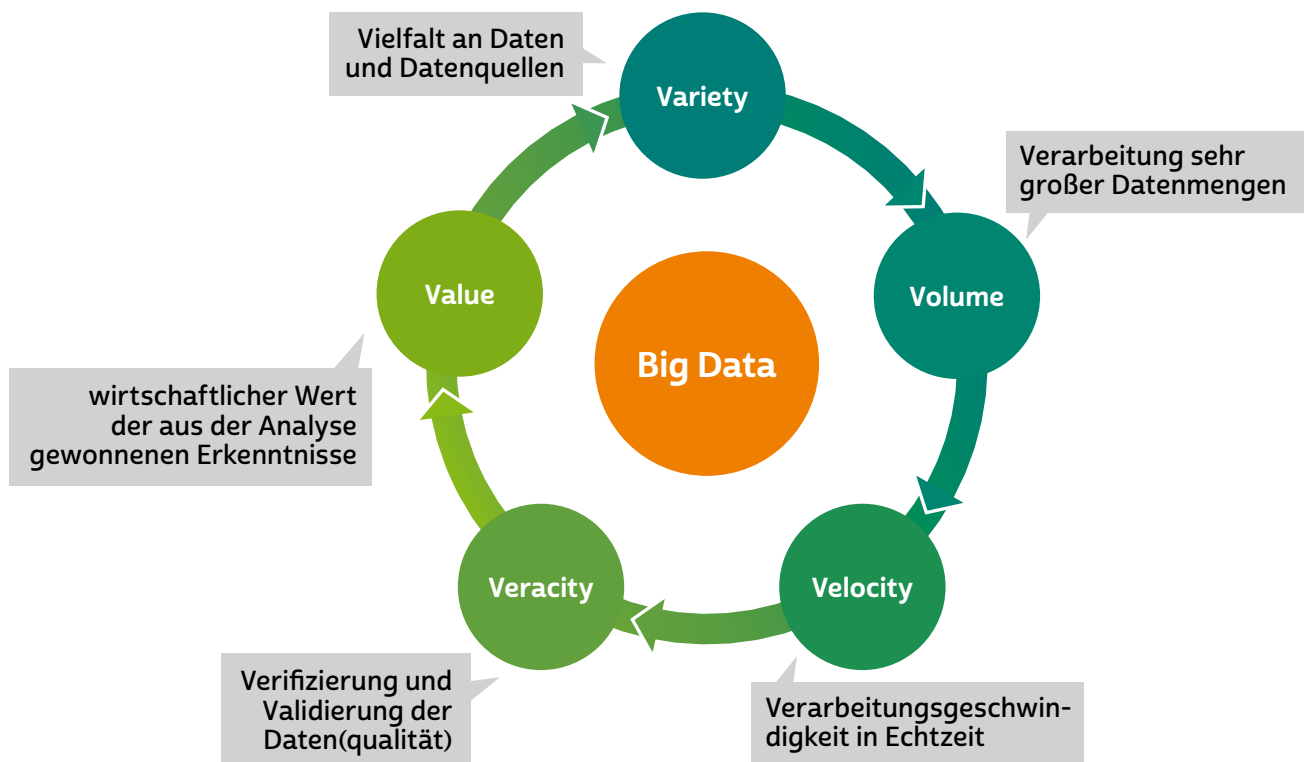 Vielfalt an Daten
und Datenquellen
Variety
Verarbeitung sehr
großer Datenmengen
Volume
Value
Big Data
wirtschaftlicher Wert
der aus der Analyse
gewonnenen Erkenntnisse
Veracity
Velocity
Verifizierung und
Validierung der
Daten(qualität)
Verarbeitungsgeschwin-
digkeit in Echtzeit